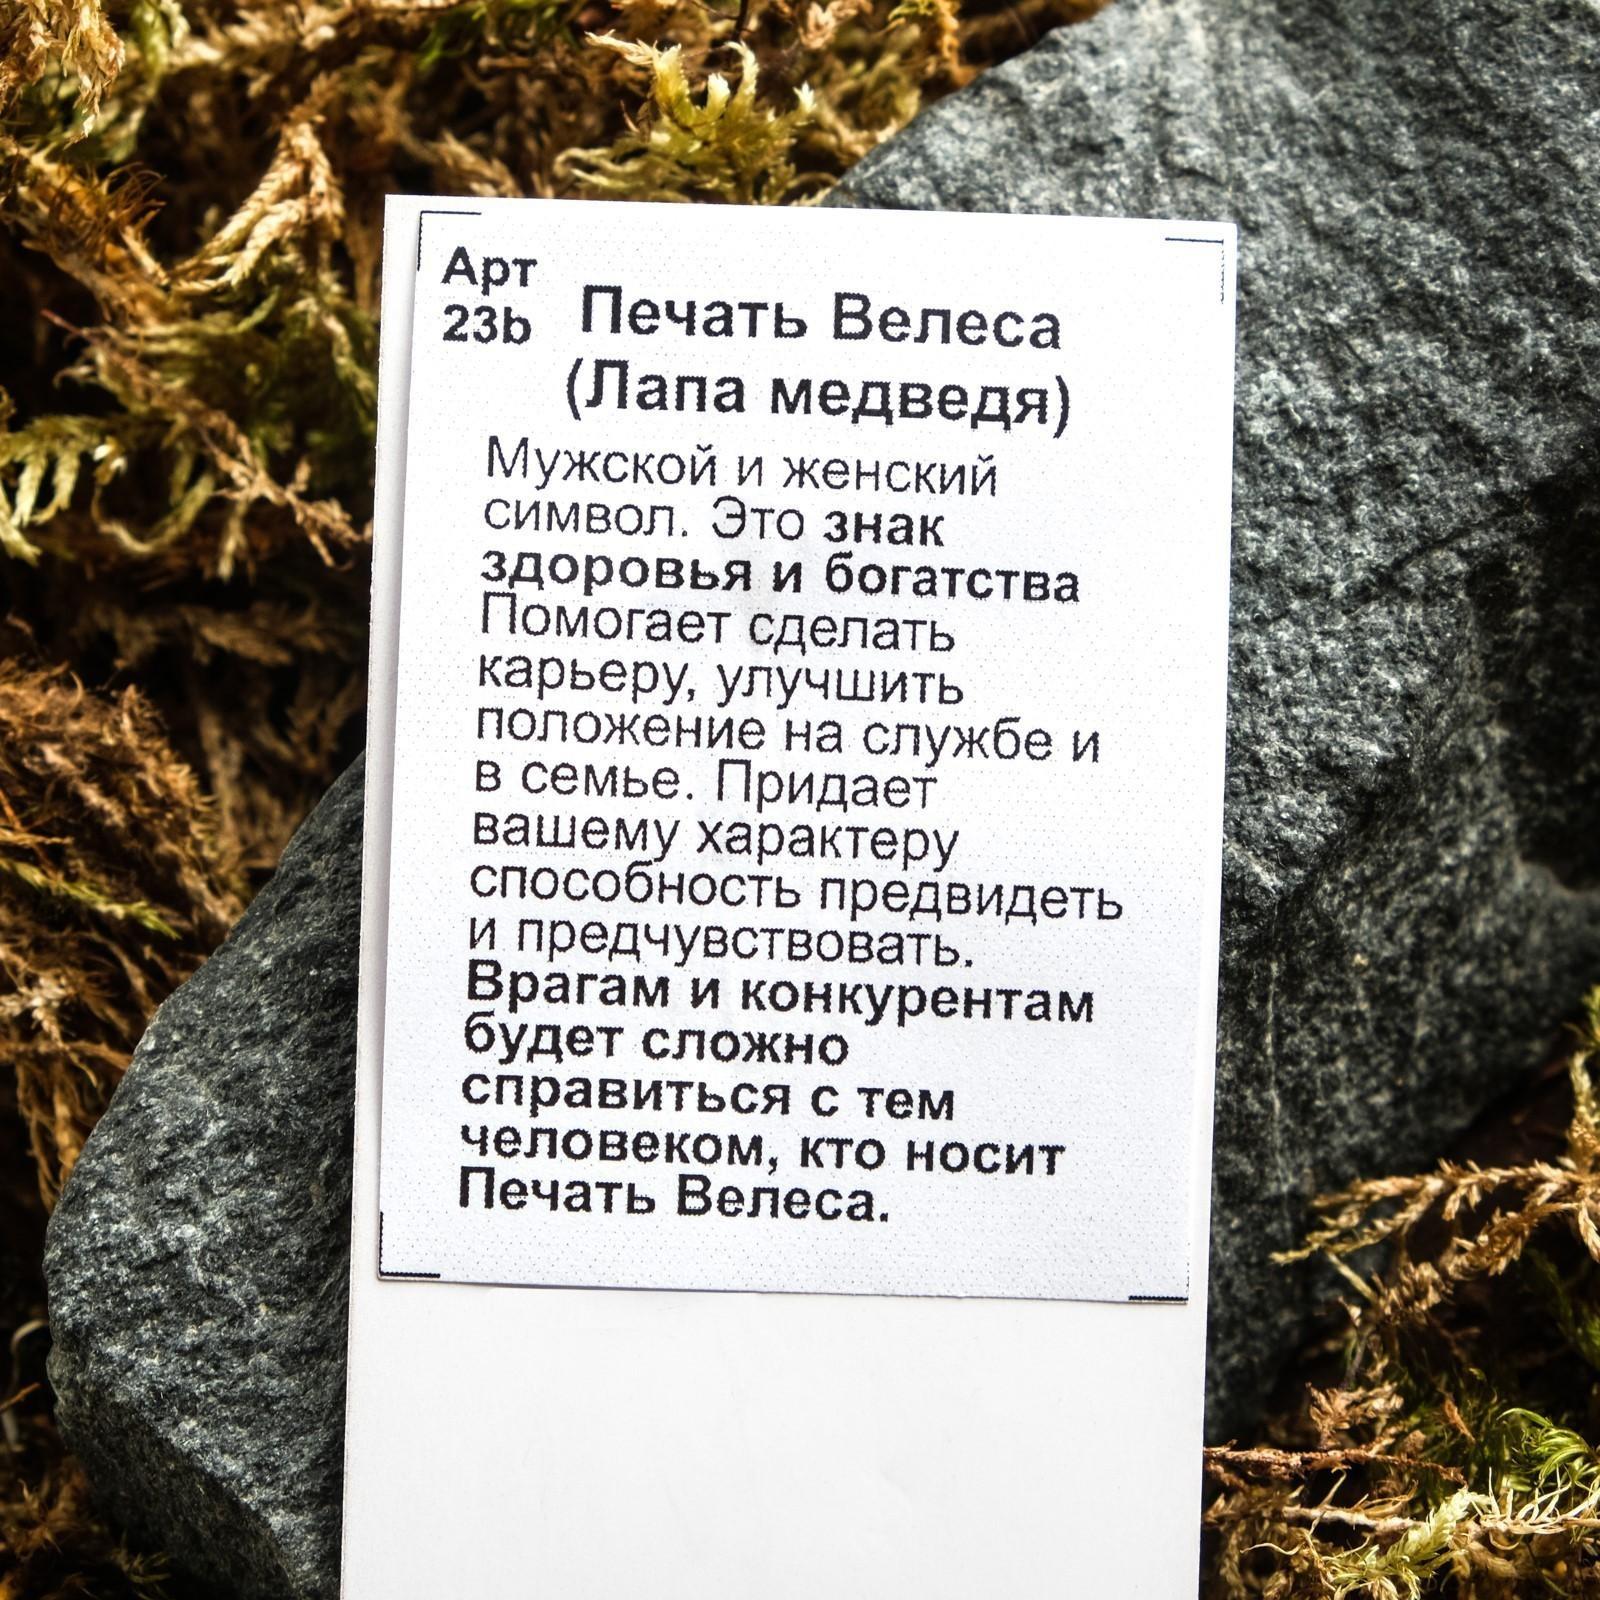 Арт
23b
Печать Велеса
(Лапа медведя)
Мужской и женский
символ. Это знак
здоровья и богатства
Помогает сделать
карьеру, улучшить
положение на службе и
в семье. Придает
вашему характеру
способность предвидеть
и предчувствовать.
Врагам и конкурентам
будет сложно
справиться с тем
человеком, кто носит
Печать Велеса.